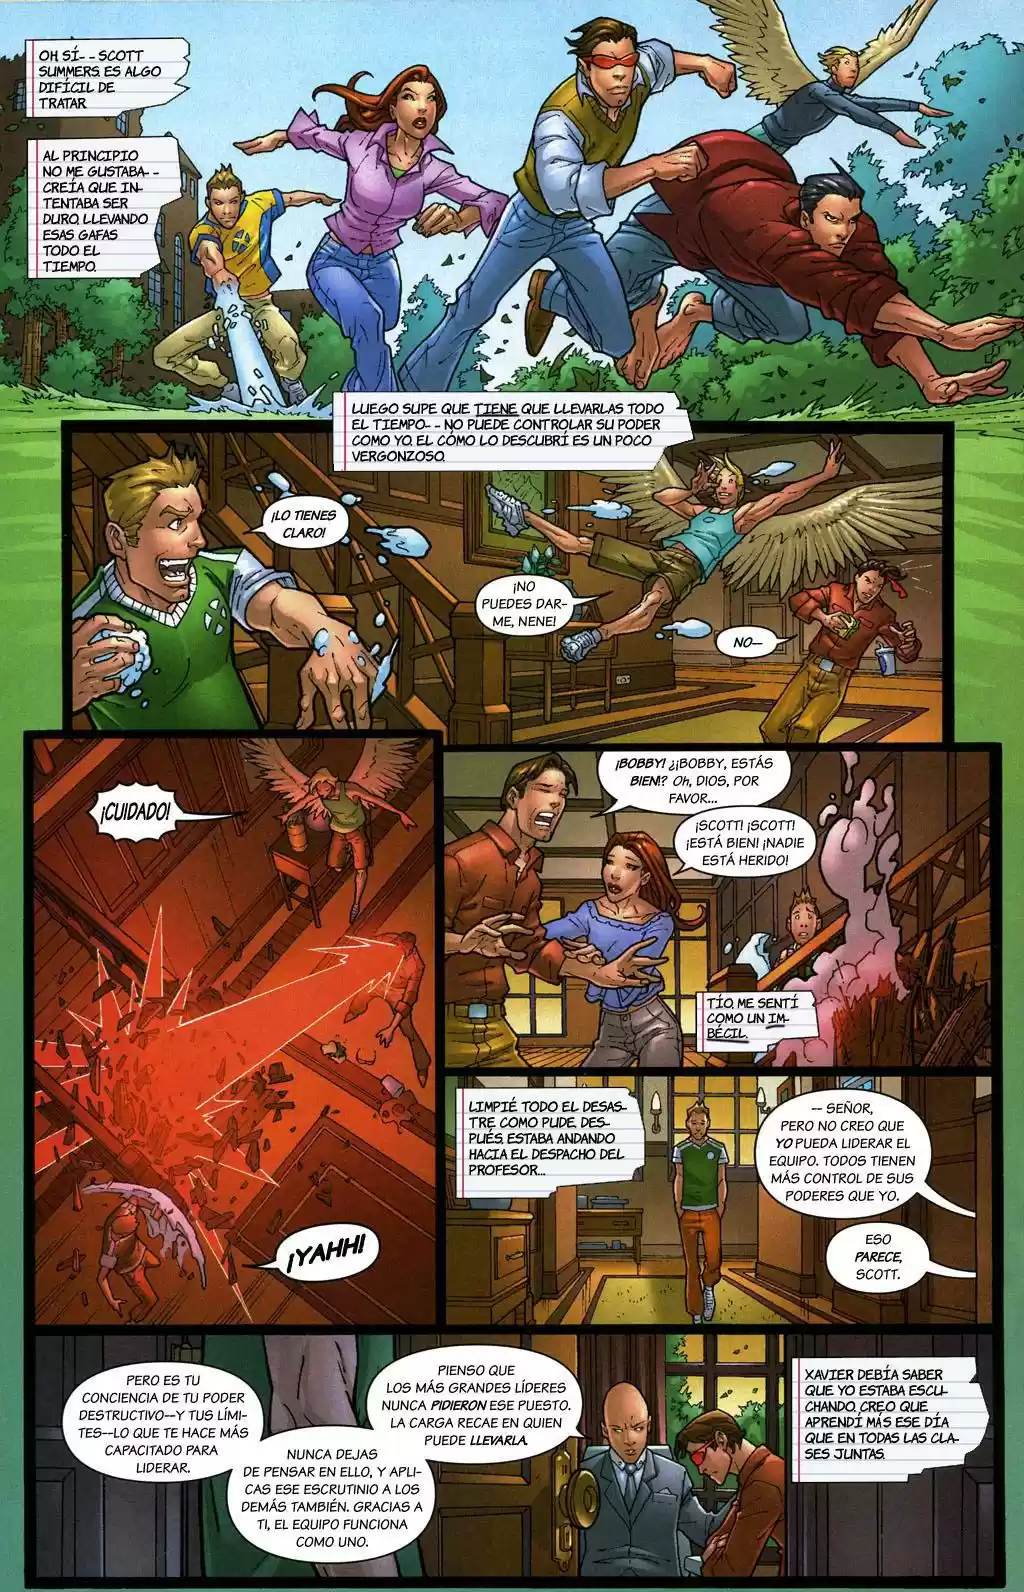 OH SÍ-- SCOTT
SUMMERS. ES ALGO
DIFÍCIL DE
TRATAR
AL PRINCIPIO
NO ME GUSTABA--
CREÍA QUE IN-
TENTABA SER
DURO, LLEVANDO
ESAS GAFAS
TODO EL
TIEMPO.
LUEGO SUPE QUE TIENE QUE LLEVARLAS TODO
EL TIEMPO-- NO PUEDE CONTROLAR SU PODER
COMO YO. EL CÓMO LO DESCUBRÍ ES UN POCO
VERGONZOSO.
¡LO TIENES
CLARO!
¡NO
PUEDES DAR-
ME, NENE!
NO--
¡CUIDADO!
¡YAHH!
¡BOBBY! ¿¡BOBBY, ESTÁS
BIEN!? Oh, DIOS, POR
FAVOR...
¡SCOTT! ¡SCOTT!
¡ESTÁ BIEN! ¡NADIE
ESTÁ HERIDO!
TÍO, ME SENTÍ
COMO UN IM-
BÉCIL.
LIMPIÉ TODO EL DESAS-
TRE COMO PUDE. DES-
PUÉS, ESTABA ANDANDO
HACIA EL DESPACHO DEL
PROFESOR...
-- SEÑOR,
PERO NO CREO QUE
YO PUEDA LIDERAR EL
EQUIPO. TODOS TIENEN
MÁS CONTROL DE SUS
PODERES QUE YO.
ESO
PARECE,
SCOTT.
PERO ES TU
CONCIENCIA DE TU PODER
DESTRUCTIVO--Y TUS LÍMI-
TES--LO QUE TE HACE MÁS
CAPACITADO PARA
LIDERAR.
NUNCA DEJAS
DE PENSAR EN ELLO, Y APLI-
CAS ESE ESCRUTINIO A LOS
DEMÁS TAMBIÉN. GRACIAS A
TI, EL EQUIPO FUNCIONA
COMO UNO.
PIENSO QUE
LOS MÁS GRANDES LÍDERES
NUNCA PIDIERON ESE PUESTO.
LA CARGA RECAE EN QUIEN
PUEDE LLEVARLA.
XAVIER DEBÍA SABER
QUE YO ESTABA ESCU-
CHANDO. CREO QUE
APRENDÍ MÁS ESE DÍA
QUE EN TODAS LAS CLA-
SES JUNTAS.